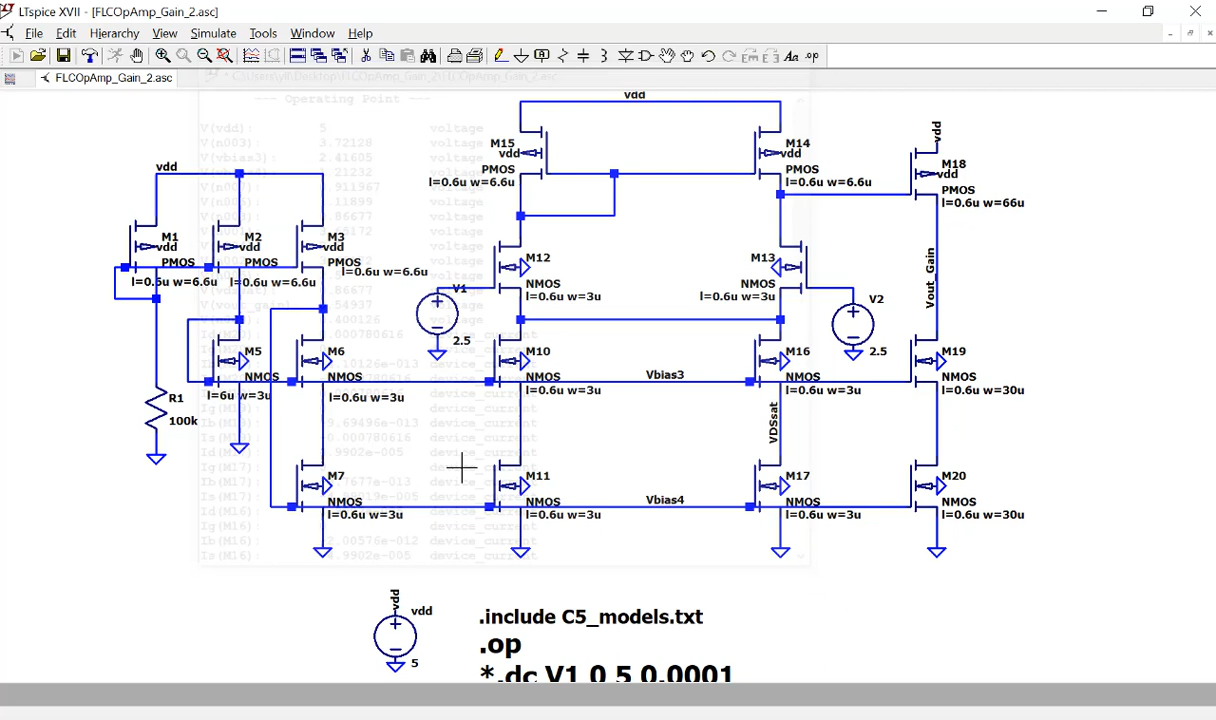 LTspice XVII - [FLCOpAmp_Gain_2.asc]
File Edit Hierarchy View Simulate Tools Window Help
FLCOpAmp_Gain_2.asc
--- Operating Point ---
V(vdd): 5 voltage
V(n003): 3.72128 voltage
V(vbias3): 2.41605 voltage
vdd
M15
vdd
PMOS
l=0.6u w=6.6u
M14
vdd
PMOS
l=0.6u w=6.6u
vdd
M18
vdd
PMOS
l=0.6u w=66u
vdd
M1
vdd
PMOS
l=0.6u w=6.6u
M2
vdd
PMOS
l=0.6u w=6.6u
M3
vdd
PMOS
l=0.6u w=6.6u
M12
NMOS
l=0.6u w=3u
M13
NMOS
l=0.6u w=3u
Vout_Gain
V1
2.5
V2
2.5
M5
NMOS
l=6u w=3u
M6
NMOS
l=0.6u w=3u
M10
NMOS
l=0.6u w=3u
Vbias3
M16
NMOS
l=0.6u w=3u
M19
NMOS
l=0.6u w=30u
R1
100k
VDSsat
M7
NMOS
l=0.6u w=3u
M11
NMOS
l=0.6u w=3u
Vbias4
M17
NMOS
l=0.6u w=3u
M20
NMOS
l=0.6u w=30u
vdd
vdd
5
.include C5_models.txt
.op
*.dc V1 0 5 0.0001